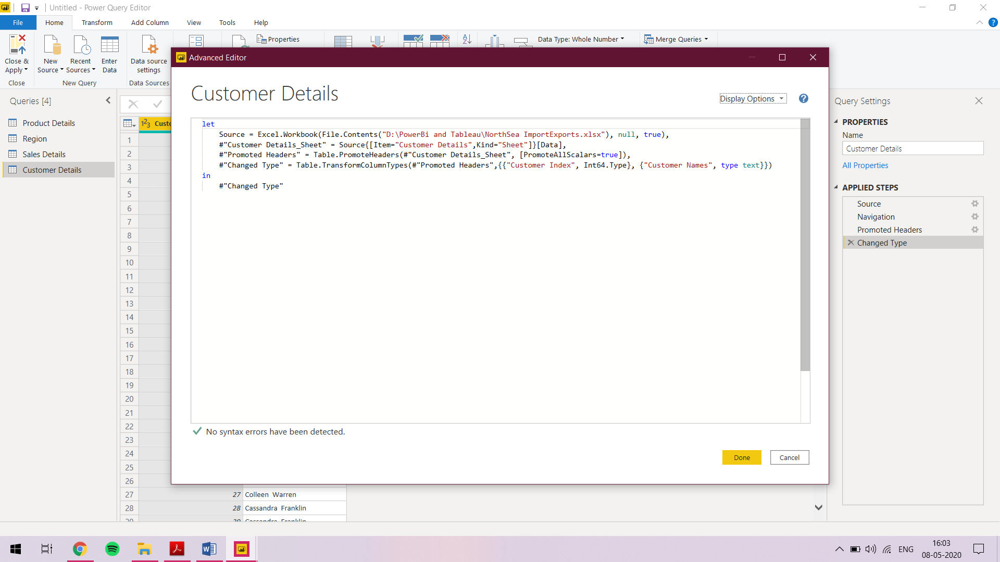 Untitled - Power Query Editor
File Home Transform Add Column View Tools Help
Close & Apply
New Source
Recent Sources
Enter Data
Data source settings
Properties
Data Type: Whole Number
Merge Queries
Close
New Query
Data Sources
Advanced Editor
Customer Details
Display Options
let
Source = Excel.Workbook(File.Contents("D:\PowerBi and Tableau\NorthSea ImportExports.xlsx"), null, true),
#"Customer Details_Sheet" = Source{[Item="Customer Details",Kind="Sheet"]}[Data],
#"Promoted Headers" = Table.PromoteHeaders(#"Customer Details_Sheet", [PromoteAllScalars=true]),
#"Changed Type" = Table.TransformColumnTypes(#"Promoted Headers",{{"Customer Index", Int64.Type}, {"Customer Names", type text}})
in
#"Changed Type"
No syntax errors have been detected.
Done
Cancel
Queries [4]
Product Details
Region
Sales Details
Customer Details
1
2
3
4
5
6
7
8
9
10
11
12
13
14
15
16
17
18
19
20
21
22
23
24
25
26
27 27 Colleen Warren
28 28 Cassandra Franklin
29 29 Cassandra Franklin
Query Settings
PROPERTIES
Name
Customer Details
All Properties
APPLIED STEPS
Source
Navigation
Promoted Headers
Changed Type
ENG
16:03
08-05-2020